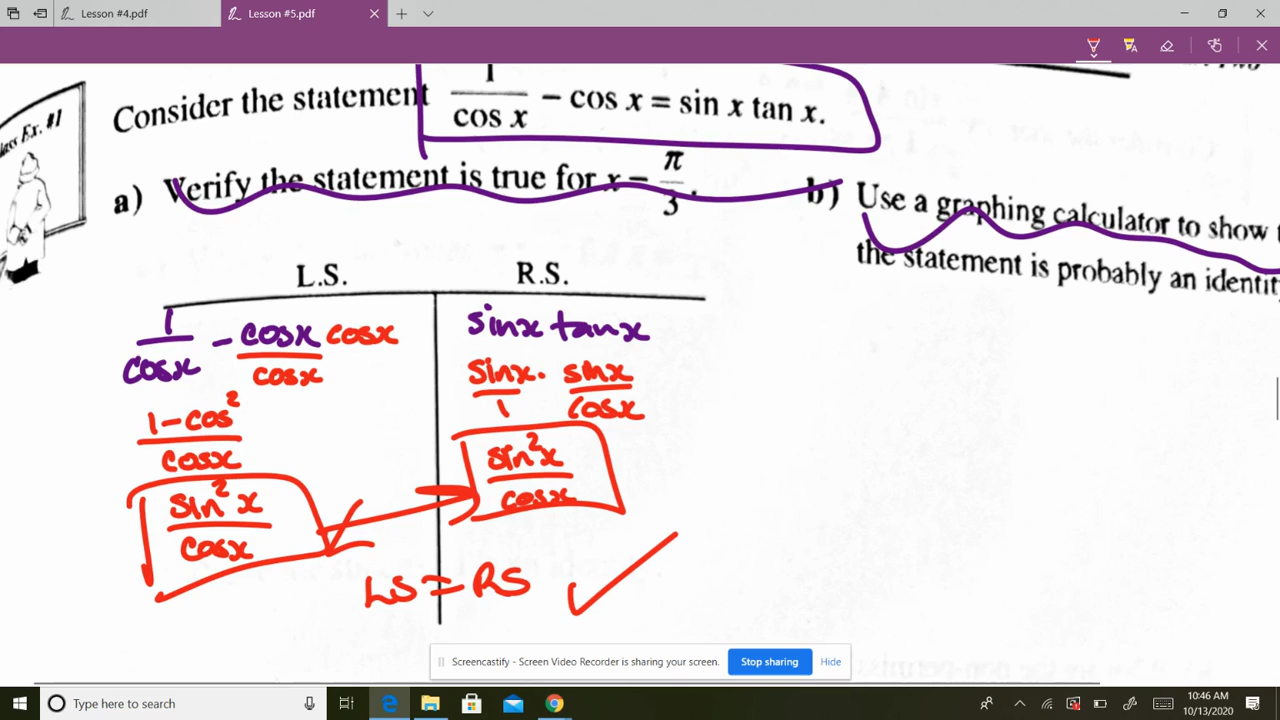 Lesson #4.pdf
Lesson #5.pdf
Ex. #1
Consider the statement 1/cos x − cos x = sin x tan x.
a) Verify the statement is true for x = π/3.
b) Use a graphing calculator to show
the statement is probably an identit
L.S. R.S.
1/cosx − cosx cosx/cosx
sinx tanx
sinx/1 · sinx/cosx
1−cos²/cosx
sin²x/cosx
sin²x/cosx
LS = RS
Screencastify - Screen Video Recorder is sharing your screen. Stop sharing Hide
Type here to search
10:46 AM
10/13/2020